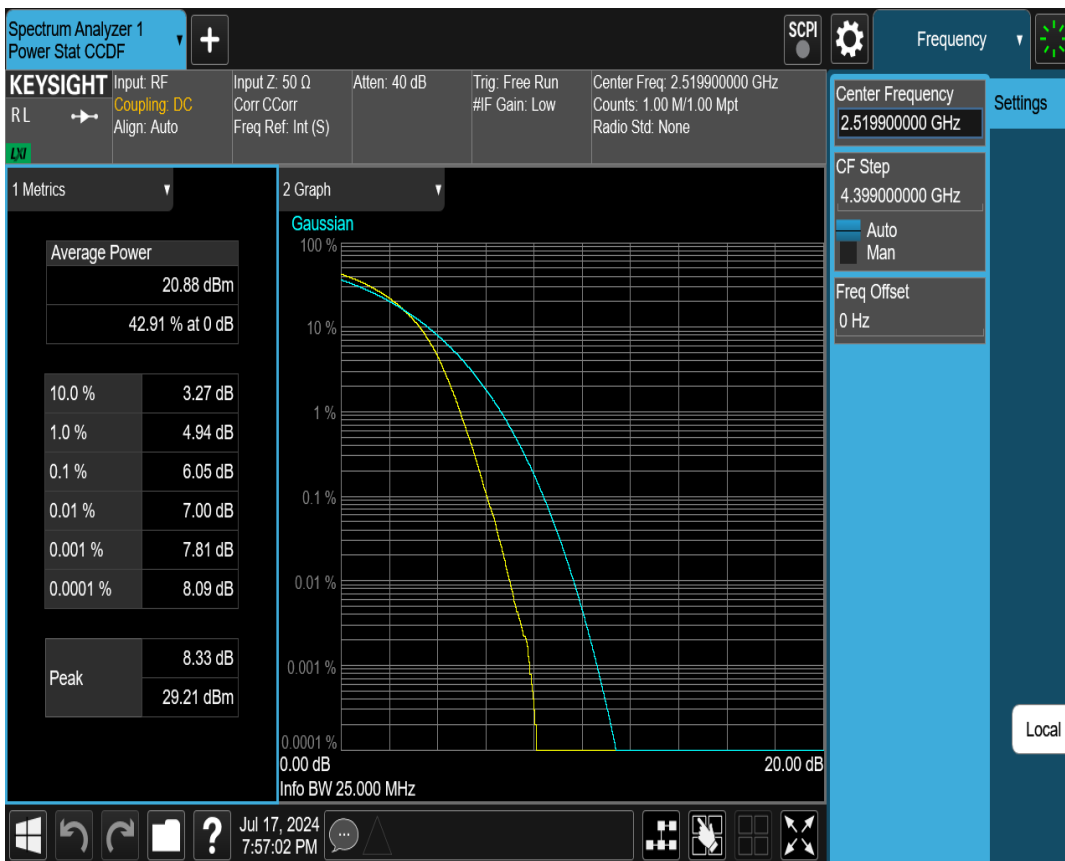 Spectrum Analyzer 1
Power Stat CCDF
SCPI
Frequency
KEYSIGHT
RL
LXI
Input: RF
Coupling: DC
Align: Auto
Input Z: 50 Ω
Corr CCorr
Freq Ref: Int (S)
Atten: 40 dB
Trig: Free Run
#IF Gain: Low
Center Freq: 2.519900000 GHz
Counts: 1.00 M/1.00 Mpt
Radio Std: None
Center Frequency
2.519900000 GHz
Settings
CF Step
4.399000000 GHz
Auto
Man
Freq Offset
0 Hz
1 Metrics
Average Power
20.88 dBm
42.91 % at 0 dB
10.0 % 3.27 dB
1.0 % 4.94 dB
0.1 % 6.05 dB
0.01 % 7.00 dB
0.001 % 7.81 dB
0.0001 % 8.09 dB
Peak
8.33 dB
29.21 dBm
2 Graph
Gaussian
100 %
10 %
1 %
0.1 %
0.01 %
0.001 %
0.0001 %
0.00 dB 20.00 dB
Info BW 25.000 MHz
Local
?
Jul 17, 2024
7:57:02 PM